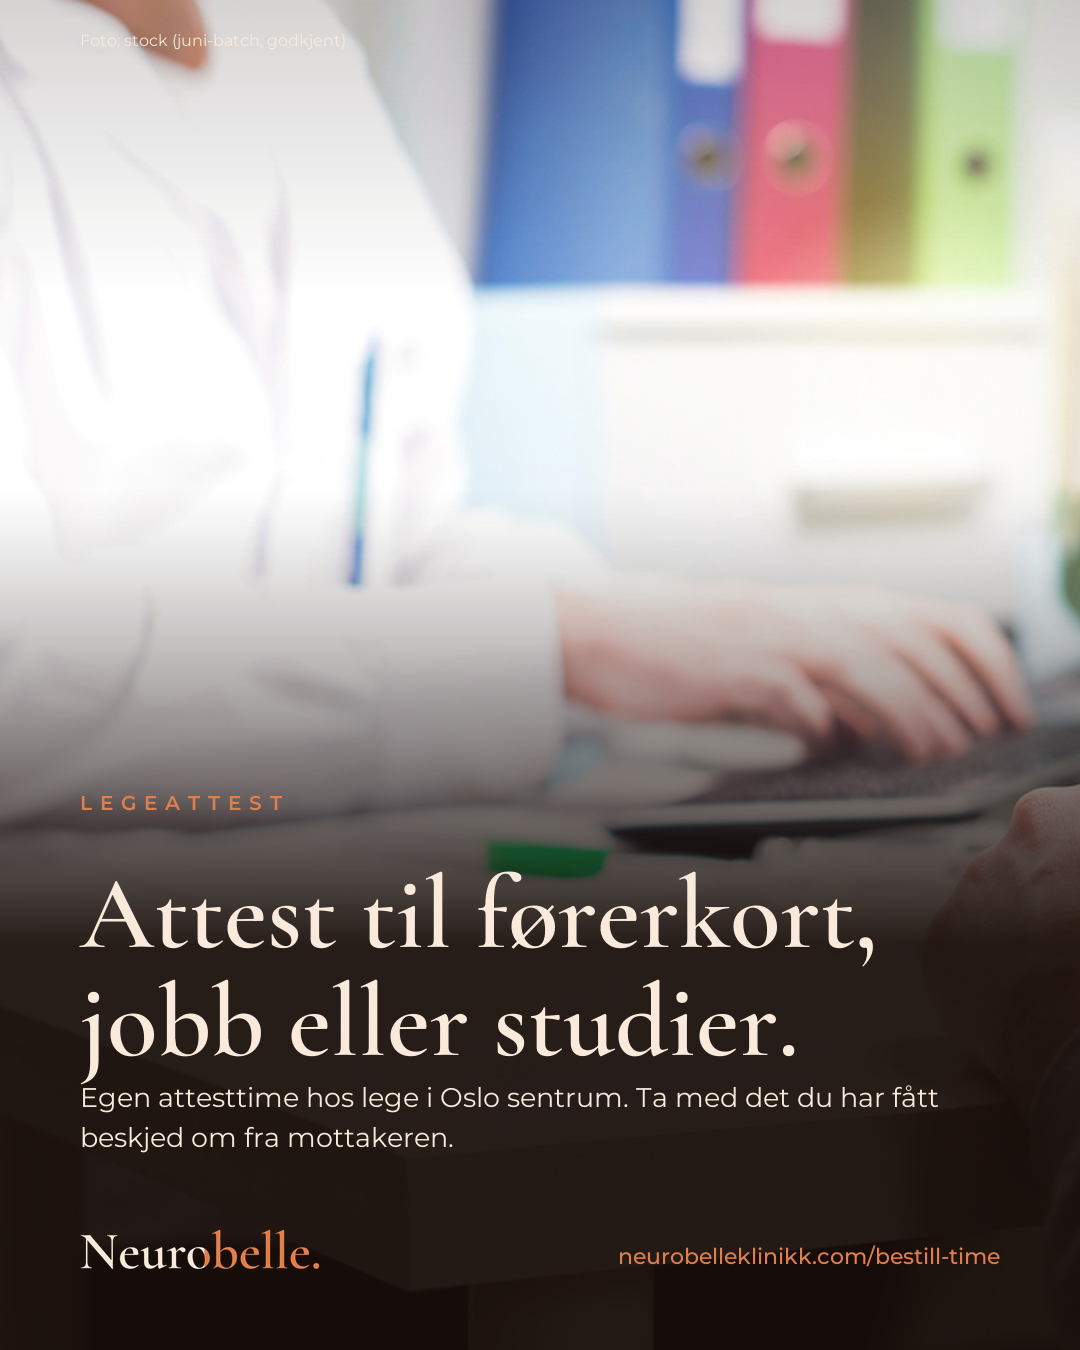 Foto: stock (juni-batch, godkjent)
LEGEATTEST
Attest til førerkort,
jobb eller studier.
Egen attesttime hos lege i Oslo sentrum. Ta med det du har fått
beskjed om fra mottakeren.
Neurobelle.
neurobelleklinikk.com/bestill-time